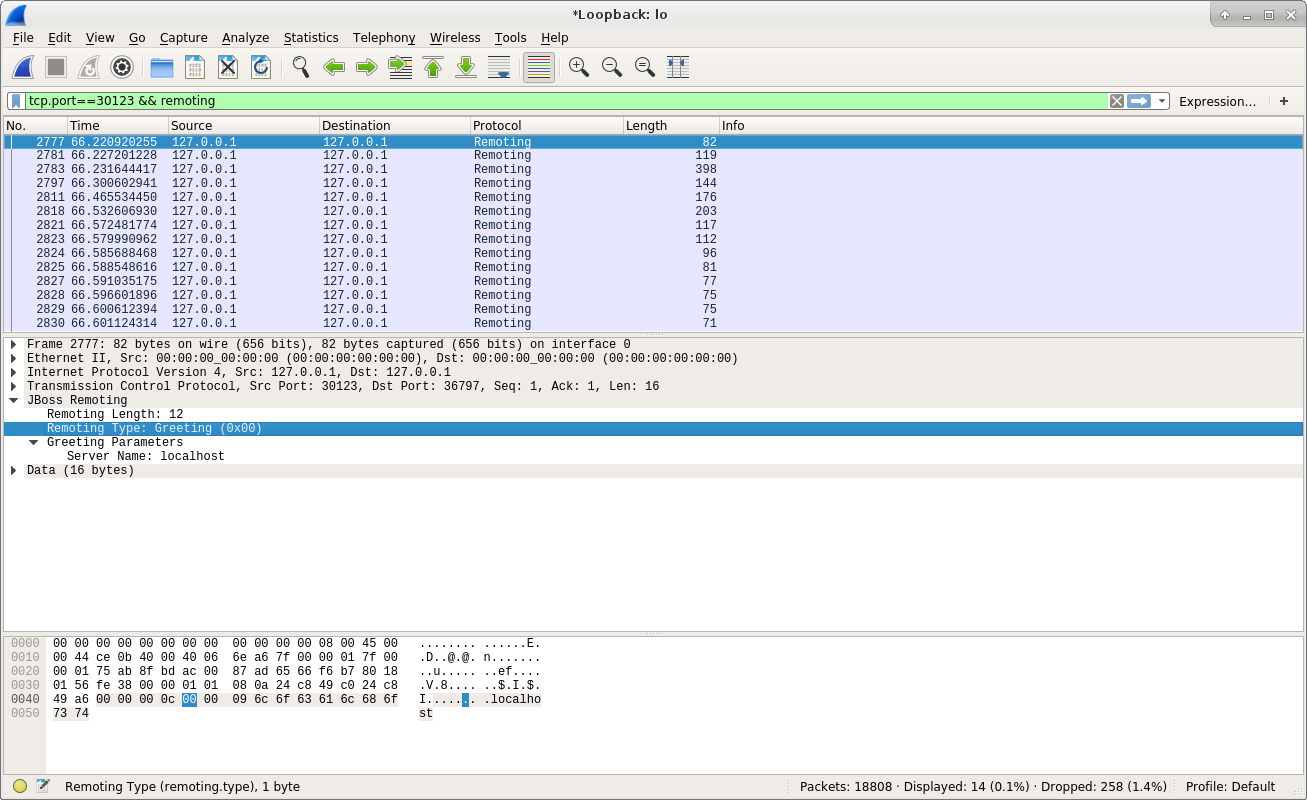 *Loopback: lo
File Edit View Go Capture Analyze Statistics Telephony Wireless Tools Help
tcp.port==30123 && remoting Expression... +
No. Time Source Destination Protocol Length Info
2777 66.220920255 127.0.0.1 127.0.0.1 Remoting 82
2781 66.227201228 127.0.0.1 127.0.0.1 Remoting 119
2783 66.231644417 127.0.0.1 127.0.0.1 Remoting 398
2797 66.300602941 127.0.0.1 127.0.0.1 Remoting 144
2811 66.465534450 127.0.0.1 127.0.0.1 Remoting 176
2818 66.532606930 127.0.0.1 127.0.0.1 Remoting 203
2821 66.572481774 127.0.0.1 127.0.0.1 Remoting 117
2823 66.579990962 127.0.0.1 127.0.0.1 Remoting 112
2824 66.585688468 127.0.0.1 127.0.0.1 Remoting 96
2825 66.588548616 127.0.0.1 127.0.0.1 Remoting 81
2827 66.591035175 127.0.0.1 127.0.0.1 Remoting 77
2828 66.596601896 127.0.0.1 127.0.0.1 Remoting 75
2829 66.600612394 127.0.0.1 127.0.0.1 Remoting 75
2830 66.601124314 127.0.0.1 127.0.0.1 Remoting 71
Frame 2777: 82 bytes on wire (656 bits), 82 bytes captured (656 bits) on interface 0
Ethernet II, Src: 00:00:00_00:00:00 (00:00:00:00:00:00), Dst: 00:00:00_00:00:00 (00:00:00:00:00:00)
Internet Protocol Version 4, Src: 127.0.0.1, Dst: 127.0.0.1
Transmission Control Protocol, Src Port: 30123, Dst Port: 36797, Seq: 1, Ack: 1, Len: 16
JBoss Remoting
Remoting Length: 12
Remoting Type: Greeting (0x00)
Greeting Parameters
Server Name: localhost
Data (16 bytes)
0000 00 00 00 00 00 00 00 00 00 00 00 00 08 00 45 00 ........ ......E.
0010 00 44 ce 0b 40 00 40 06 6e a6 7f 00 00 01 7f 00 .D..@.@. n.......
0020 00 01 75 ab 8f bd ac 00 87 ad 65 66 f6 b7 80 18 ..u..... ..ef....
0030 01 56 fe 38 00 00 01 01 08 0a 24 c8 49 c0 24 c8 .V.8.... ..$.I.$.
0040 49 a6 00 00 00 0c 00 00 09 6c 6f 63 61 6c 68 6f I....... .localho
0050 73 74 st
Remoting Type (remoting.type), 1 byte Packets: 18808 · Displayed: 14 (0.1%) · Dropped: 258 (1.4%) Profile: Default